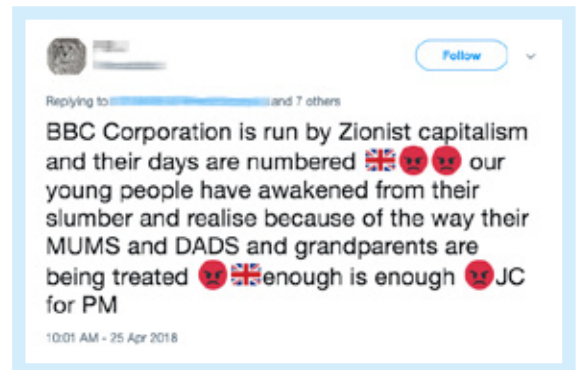 Follow
Replying to and 7 others
BBC Corporation is run by Zionist capitalism
and their days are numbered 🇬🇧😡😡 our
young people have awakened from their
slumber and realise because of the way their
MUMS and DADS and grandparents are
being treated 😡🇬🇧enough is enough 😡JC
for PM
10:01 AM - 25 Apr 2018